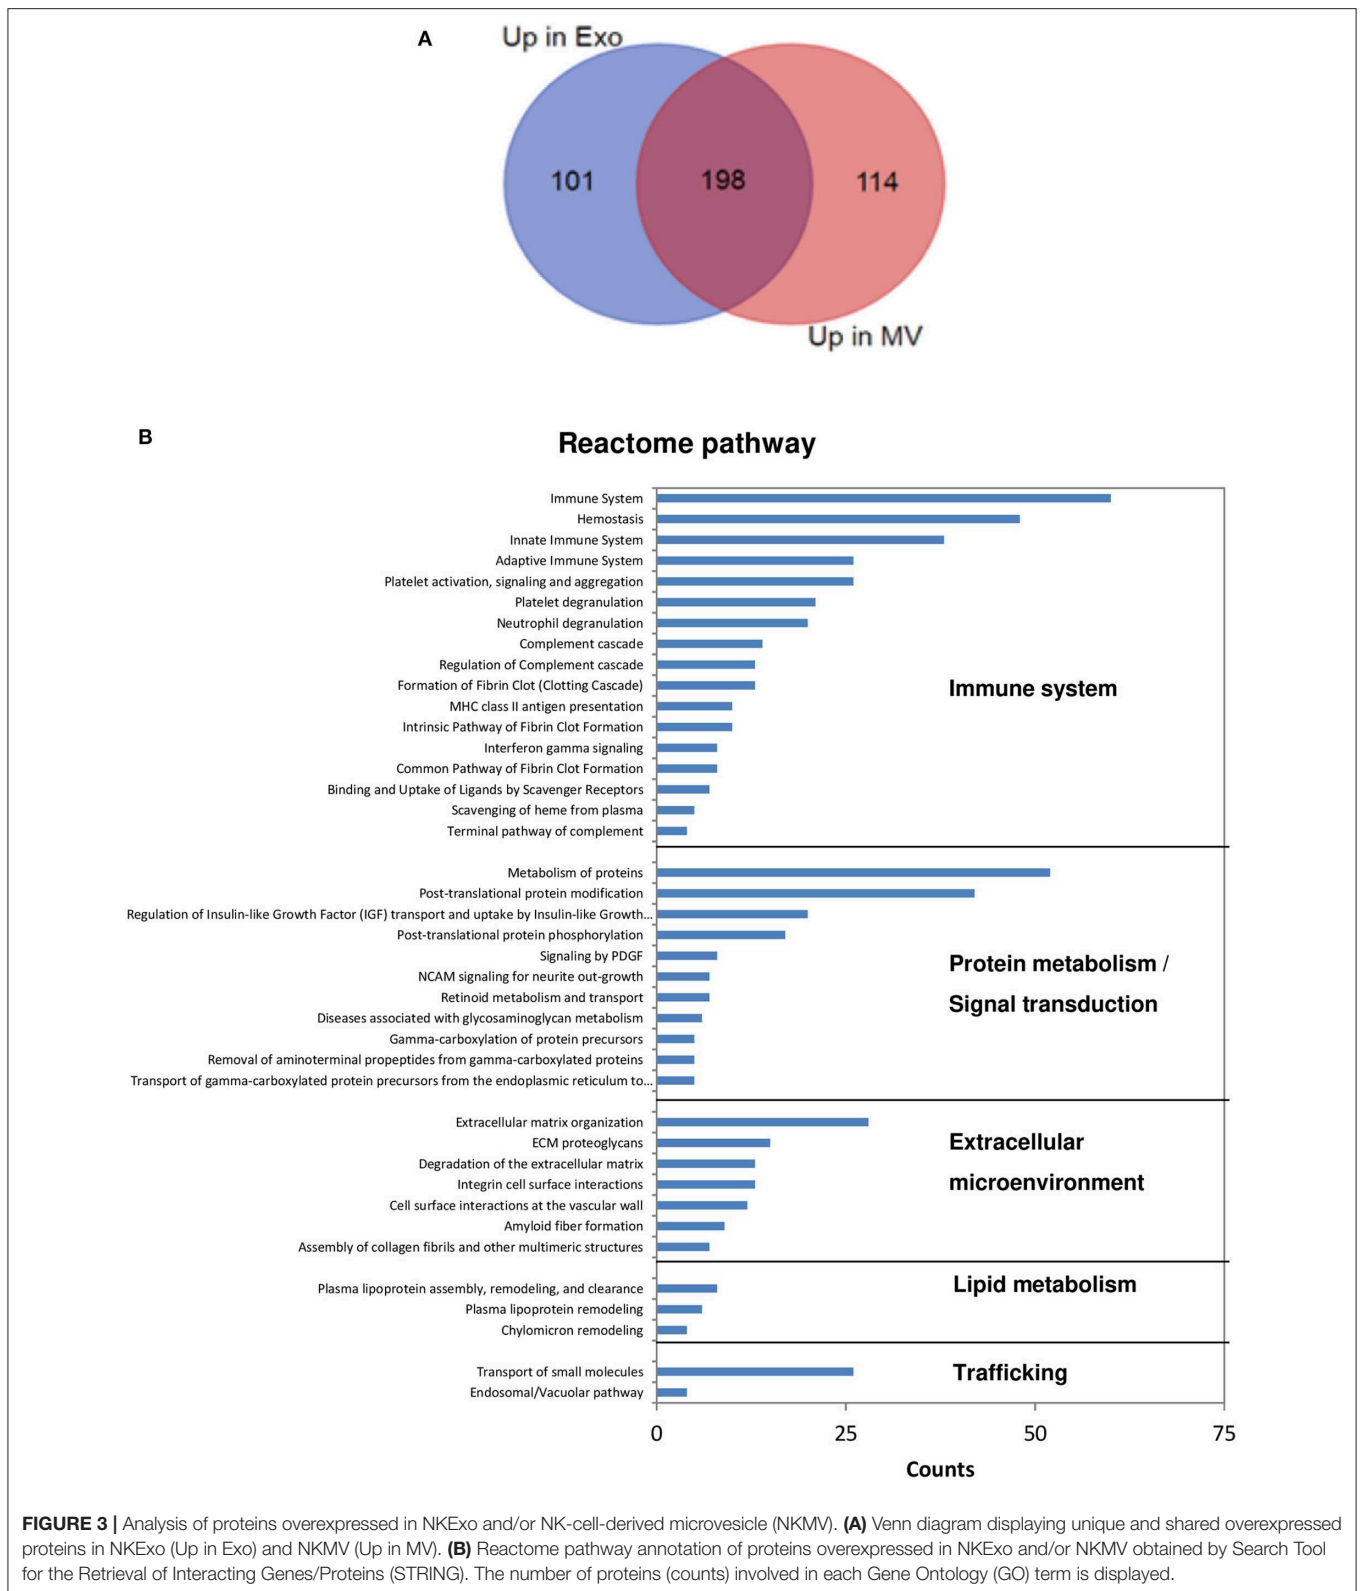 A
Up in Exo
101
198
114
Up in MV
B
Reactome pathway
Immune System
Hemostasis
Innate Immune System
Adaptive Immune System
Platelet activation, signaling and aggregation
Platelet degranulation
Neutrophil degranulation
Complement cascade
Regulation of Complement cascade
Formation of Fibrin Clot (Clotting Cascade)
MHC class II antigen presentation
Intrinsic Pathway of Fibrin Clot Formation
Interferon gamma signaling
Common Pathway of Fibrin Clot Formation
Binding and Uptake of Ligands by Scavenger Receptors
Scavenging of heme from plasma
Terminal pathway of complement
Immune system
Metabolism of proteins
Post-translational protein modification
Regulation of Insulin-like Growth Factor (IGF) transport and uptake by Insulin-like Growth...
Post-translational protein phosphorylation
Signaling by PDGF
NCAM signaling for neurite out-growth
Retinoid metabolism and transport
Diseases associated with glycosaminoglycan metabolism
Gamma-carboxylation of protein precursors
Removal of aminoterminal propeptides from gamma-carboxylated proteins
Transport of gamma-carboxylated protein precursors from the endoplasmic reticulum to...
Protein metabolism /
Signal transduction
Extracellular matrix organization
ECM proteoglycans
Degradation of the extracellular matrix
Integrin cell surface interactions
Cell surface interactions at the vascular wall
Amyloid fiber formation
Assembly of collagen fibrils and other multimeric structures
Extracellular
microenvironment
Plasma lipoprotein assembly, remodeling, and clearance
Plasma lipoprotein remodeling
Chylomicron remodeling
Lipid metabolism
Transport of small molecules
Endosomal/Vacuolar pathway
Trafficking
0 25 50 75
Counts
FIGURE 3 | Analysis of proteins overexpressed in NKExo and/or NK-cell-derived microvesicle (NKMV). (A) Venn diagram displaying unique and shared overexpressed
proteins in NKExo (Up in Exo) and NKMV (Up in MV). (B) Reactome pathway annotation of proteins overexpressed in NKExo and/or NKMV obtained by Search Tool
for the Retrieval of Interacting Genes/Proteins (STRING). The number of proteins (counts) involved in each Gene Ontology (GO) term is displayed.